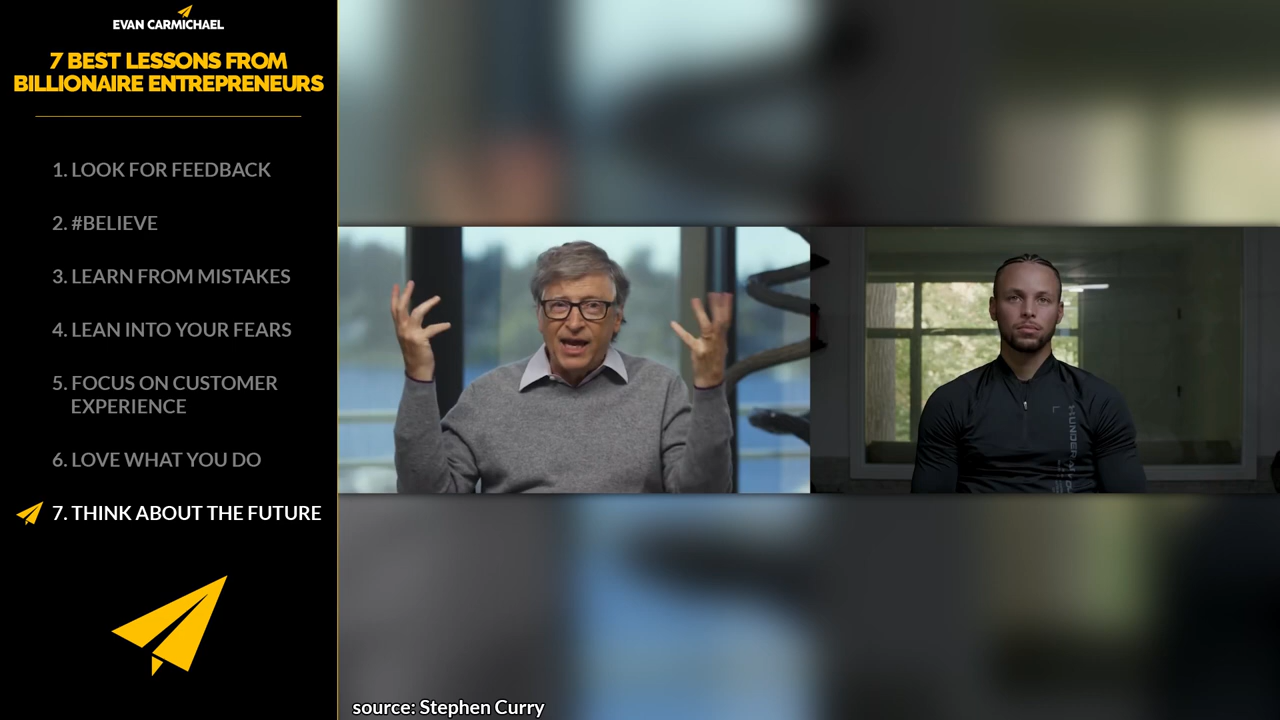 EVAN CARMICHAEL
7 BEST LESSONS FROM
BILLIONAIRE ENTREPRENEURS
1. LOOK FOR FEEDBACK
2. #BELIEVE
3. LEARN FROM MISTAKES
4. LEAN INTO YOUR FEARS
5. FOCUS ON CUSTOMER
EXPERIENCE
6. LOVE WHAT YOU DO
7. THINK ABOUT THE FUTURE
source: Stephen Curry